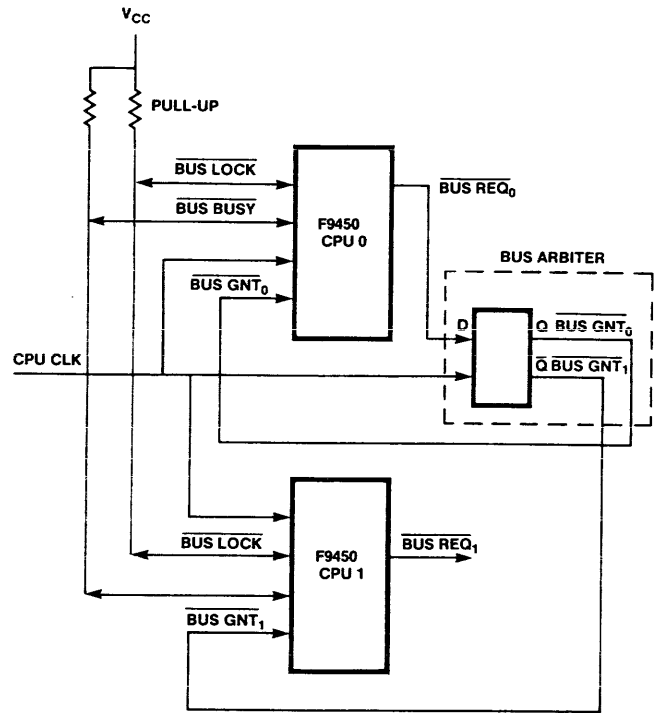 VCC
PULL-UP
BUS LOCK
BUS BUSY
F9450
CPU 0
BUS REQ0
BUS GNT0
BUS ARBITER
D
Q BUS GNT0
Q BUS GNT1
CPU CLK
BUS LOCK
F9450
CPU 1
BUS REQ1
BUS GNT1